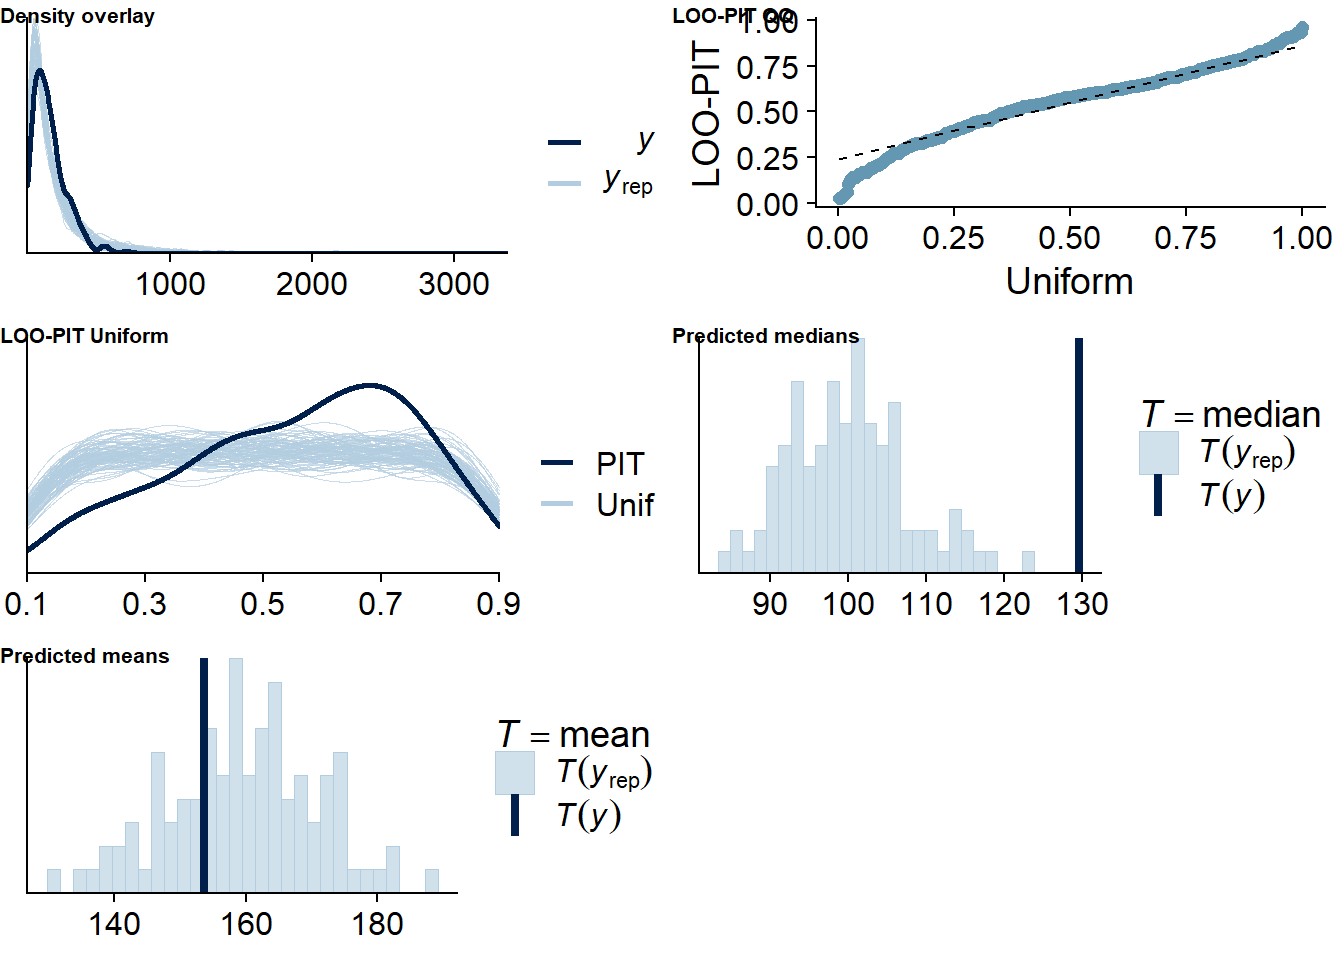 Density overlay
y
yrep
1000 2000 3000
LOO-PIT QQ
LOO-PIT
1.00
0.75
0.50
0.25
0.00
0.00 0.25 0.50 0.75 1.00
Uniform
LOO-PIT Uniform
PIT
Unif
0.1 0.3 0.5 0.7 0.9
Predicted medians
T = median
T(yrep)
T(y)
90 100 110 120 130
Predicted means
T = mean
T(yrep)
T(y)
140 160 180